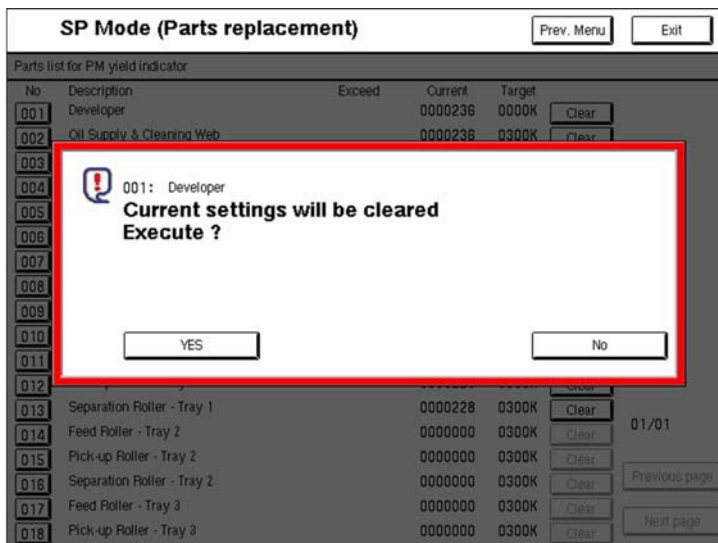 SP Mode (Parts replacement)
Prev. Menu
Exit
Parts list for PM yield indicator
No Description Exceed Current Target
001 Developer 0000236 0000K Clear
002 Oil Supply & Cleaning Web 0000236 0300K Clear
003
004
005
006
007
008
009
010
011
012
001: Developer
Current settings will be cleared
Execute ?
YES
No
013 Separation Roller - Tray 1 0000228 0300K Clear
014 Feed Roller - Tray 2 0000000 0300K Clear
01/01
015 Pick-up Roller - Tray 2 0000000 0300K Clear
016 Separation Roller - Tray 2 0000000 0300K Clear
Previous page
017 Feed Roller - Tray 3 0000000 0300K Clear
018 Pick-up Roller - Tray 3 0000000 0300K Clear
Next page